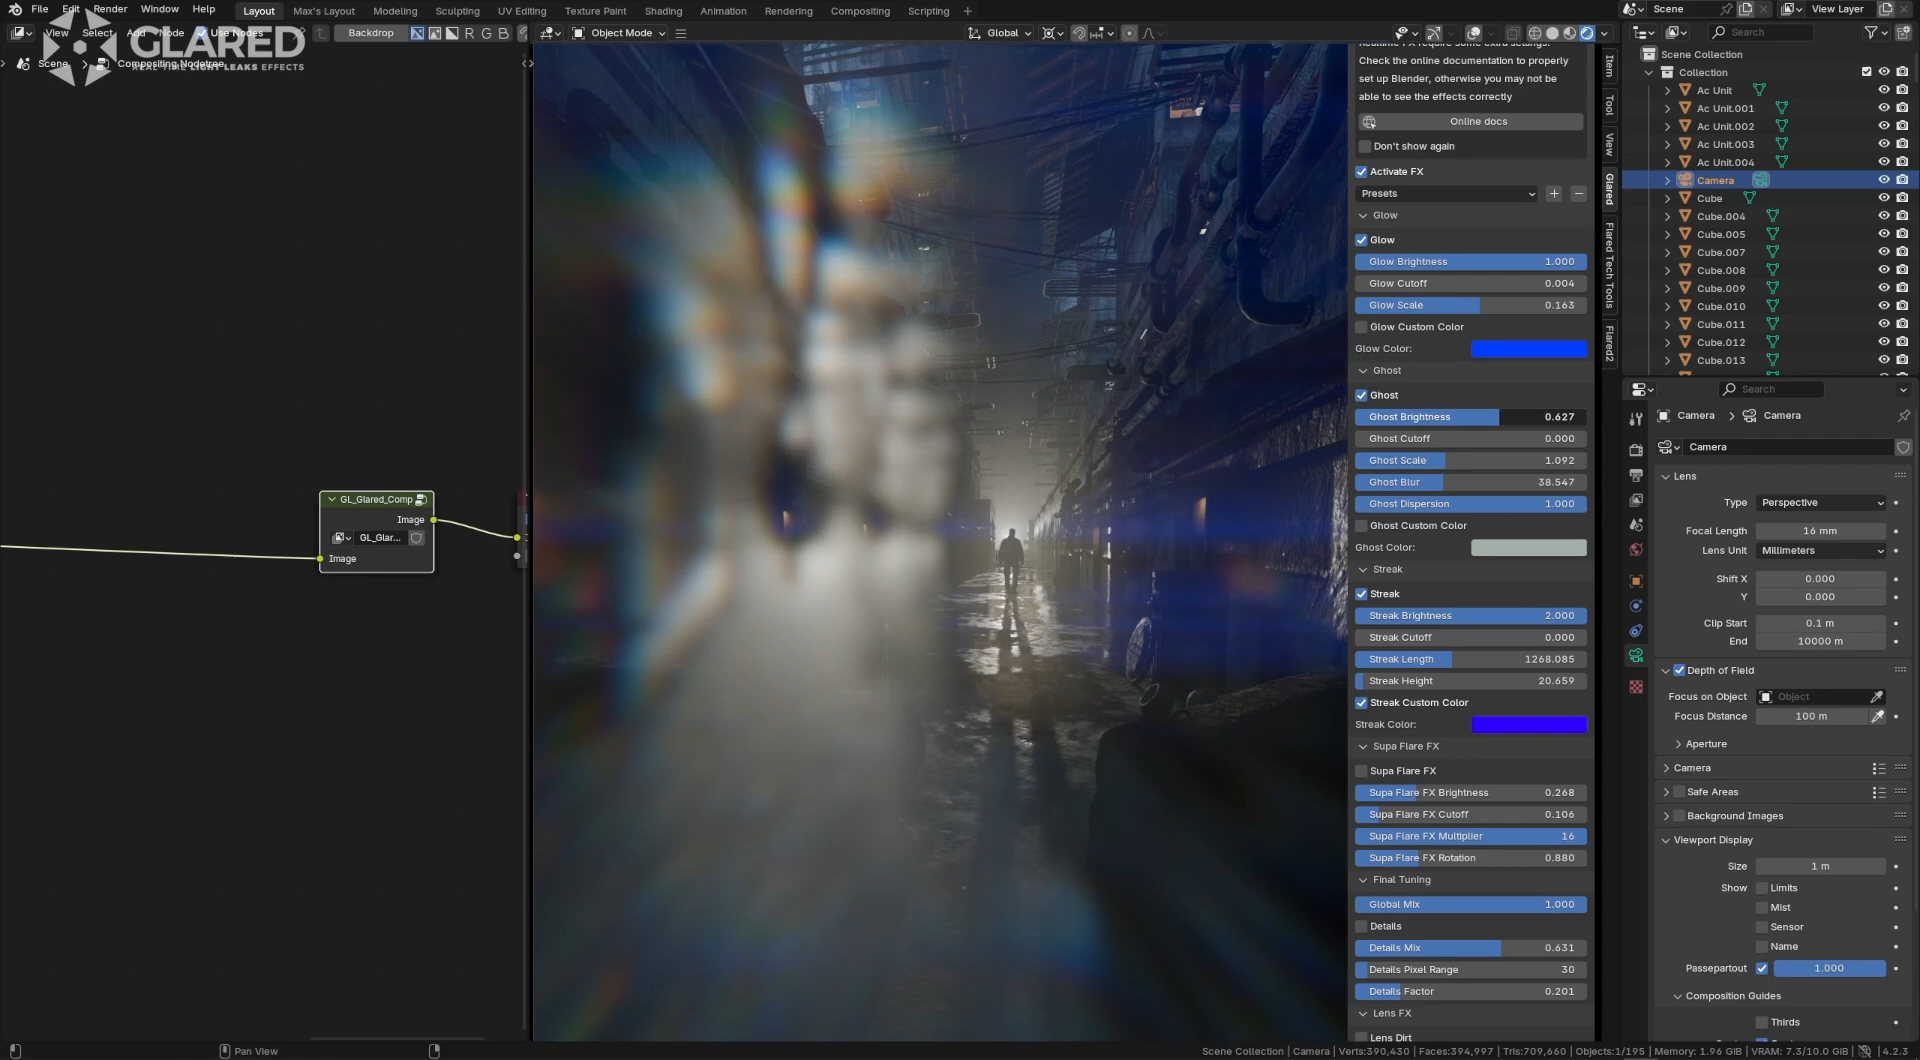 File Edit Render Window Help Layout Max's Layout Modeling Sculpting UV Editing Texture Paint Shading Animation Rendering Compositing Scripting + Scene View Layer
View Select Add Node Use Nodes Backdrop R G B Object Mode Global Search
GLARED
REAL-TIME LIGHT LEAKS EFFECTS
Scene > Compositing Nodetree
GL_Glared_Comp
Image
GL_Glar...
Image
Realtime FX require some extra settings.
Check the online documentation to properly
set up Blender, otherwise you may not be
able to see the effects correctly
Online docs
Don't show again
Activate FX
Presets
Glow
Glow
Glow Brightness 1.000
Glow Cutoff 0.004
Glow Scale 0.163
Glow Custom Color
Glow Color:
Ghost
Ghost
Ghost Brightness 0.627
Ghost Cutoff 0.000
Ghost Scale 1.092
Ghost Blur 38.547
Ghost Dispersion 1.000
Ghost Custom Color
Ghost Color:
Streak
Streak
Streak Brightness 2.000
Streak Cutoff 0.000
Streak Length 1268.085
Streak Height 20.659
Streak Custom Color
Streak Color:
Supa Flare FX
Supa Flare FX
Supa Flare FX Brightness 0.268
Supa Flare FX Cutoff 0.106
Supa Flare FX Multiplier 16
Supa Flare FX Rotation 0.880
Final Tuning
Global Mix 1.000
Details
Details Mix 0.631
Details Pixel Range 30
Details Factor 0.201
Lens FX
Lens Dirt
Item
Tool
View
Glared
Flared Tech Tools
Flared2
Scene Collection
Collection
Ac Unit
Ac Unit.001
Ac Unit.002
Ac Unit.003
Ac Unit.004
Camera
Cube
Cube.004
Cube.005
Cube.007
Cube.008
Cube.009
Cube.010
Cube.011
Cube.012
Cube.013
Search
Camera > Camera
Camera
Lens
Type Perspective
Focal Length 16 mm
Lens Unit Millimeters
Shift X 0.000
Y 0.000
Clip Start 0.1 m
End 10000 m
Depth of Field
Focus on Object Object
Focus Distance 100 m
Aperture
Camera
Safe Areas
Background Images
Viewport Display
Size 1 m
Show Limits
Mist
Sensor
Name
Passepartout 1.000
Composition Guides
Thirds
Pan View
Scene Collection | Camera | Verts:390,430 | Faces:394,997 | Tris:709,660 | Objects:1/195 | Memory: 1.96 GiB | VRAM: 7.3/10.0 GiB | 4.2.3